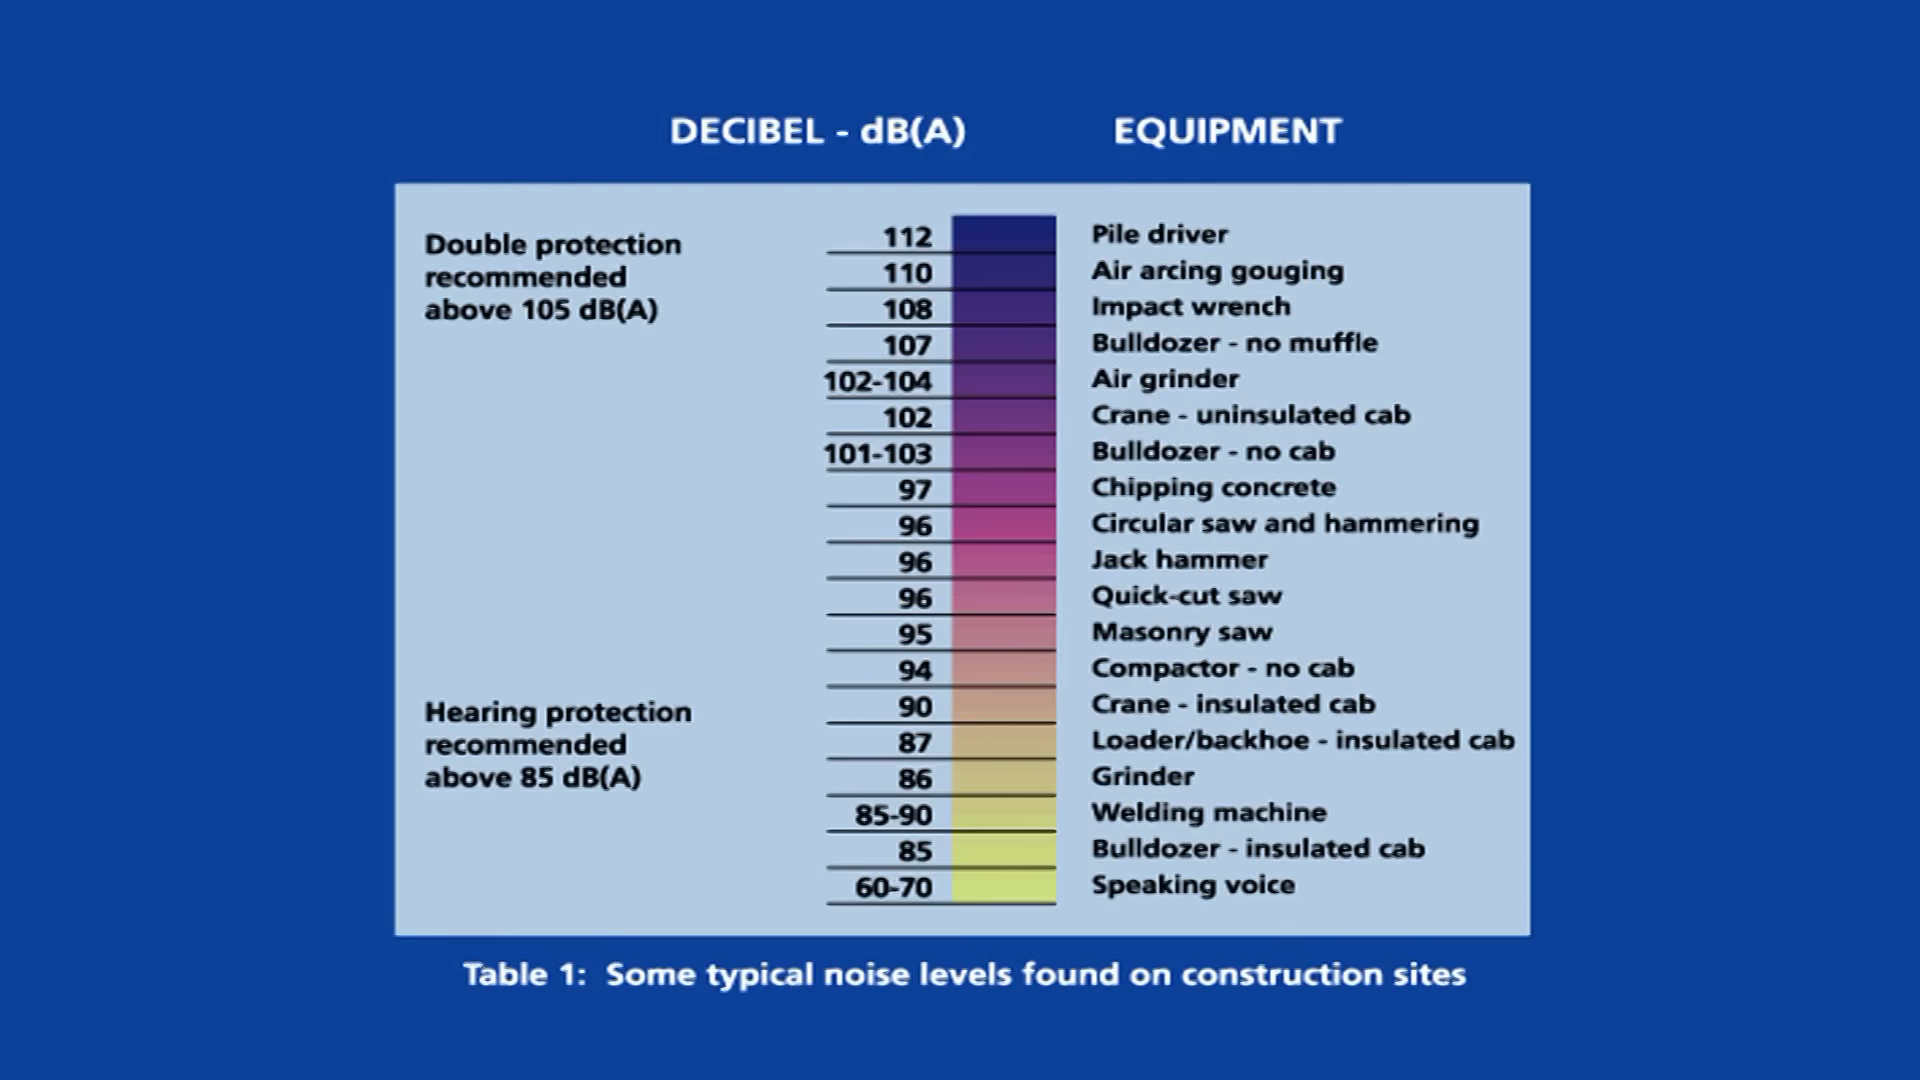 DECIBEL - dB(A) EQUIPMENT
Double protection
recommended
above 105 dB(A)
Hearing protection
recommended
above 85 dB(A)
112 Pile driver
110 Air arcing gouging
108 Impact wrench
107 Bulldozer - no muffle
102-104 Air grinder
102 Crane - uninsulated cab
101-103 Bulldozer - no cab
97 Chipping concrete
96 Circular saw and hammering
96 Jack hammer
96 Quick-cut saw
95 Masonry saw
94 Compactor - no cab
90 Crane - insulated cab
87 Loader/backhoe - insulated cab
86 Grinder
85-90 Welding machine
85 Bulldozer - insulated cab
60-70 Speaking voice
Table 1: Some typical noise levels found on construction sites